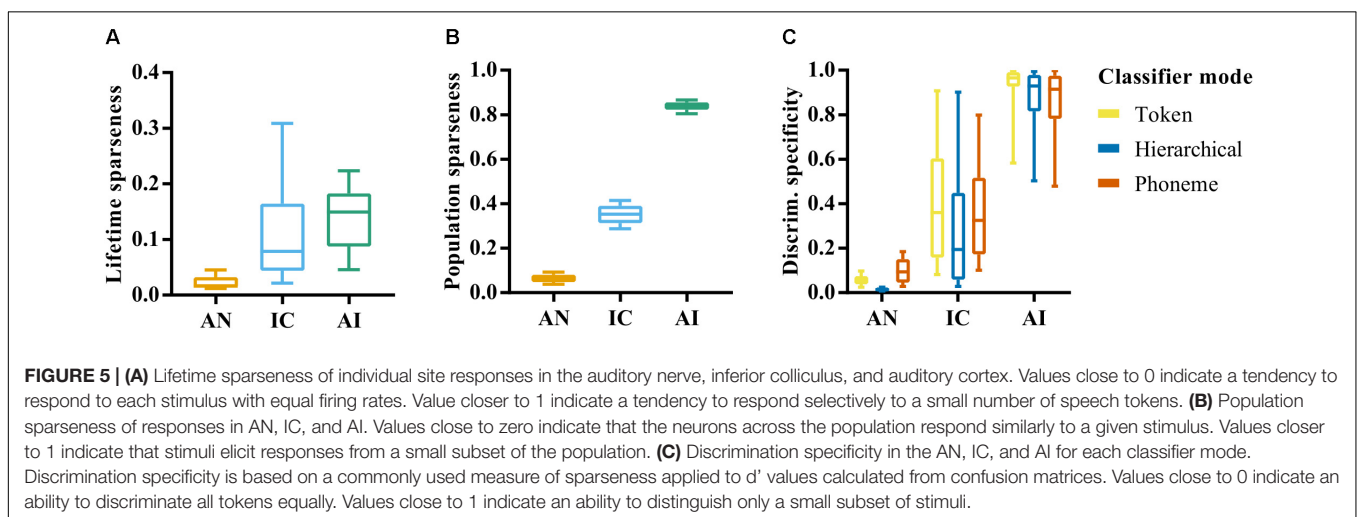 A
B
C
Lifetime sparseness
0.4
0.3
0.2
0.1
0.0
AN IC AI
Population sparseness
1.0
0.8
0.6
0.4
0.2
0.0
AN IC AI
Discrim. specificity
1.0
0.8
0.6
0.4
0.2
0.0
AN IC AI
Classifier mode
Token
Hierarchical
Phoneme
FIGURE 5 | (A) Lifetime sparseness of individual site responses in the auditory nerve, inferior colliculus, and auditory cortex. Values close to 0 indicate a tendency to
respond to each stimulus with equal firing rates. Value closer to 1 indicate a tendency to respond selectively to a small number of speech tokens. (B) Population
sparseness of responses in AN, IC, and AI. Values close to zero indicate that the neurons across the population respond similarly to a given stimulus. Values closer
to 1 indicate that stimuli elicit responses from a small subset of the population. (C) Discrimination specificity in the AN, IC, and AI for each classifier mode.
Discrimination specificity is based on a commonly used measure of sparseness applied to d’ values calculated from confusion matrices. Values close to 0 indicate an
ability to discriminate all tokens equally. Values close to 1 indicate an ability to distinguish only a small subset of stimuli.